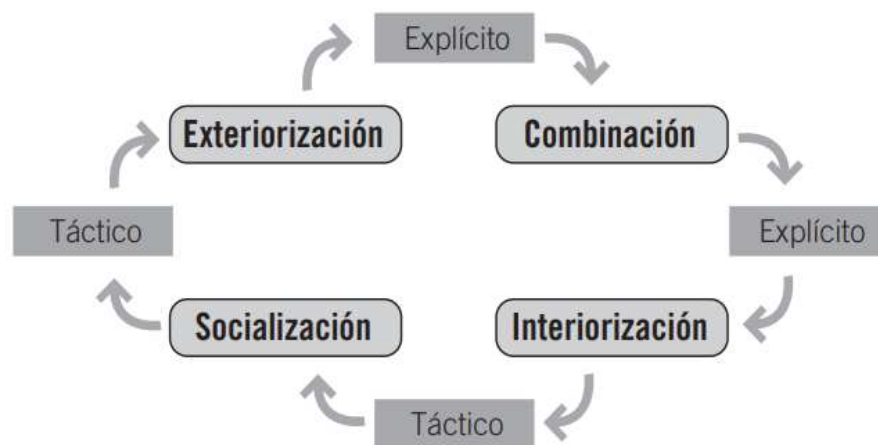 Explícito
Exteriorización
Combinación
Táctico
Explícito
Socialización
Interiorización
Táctico